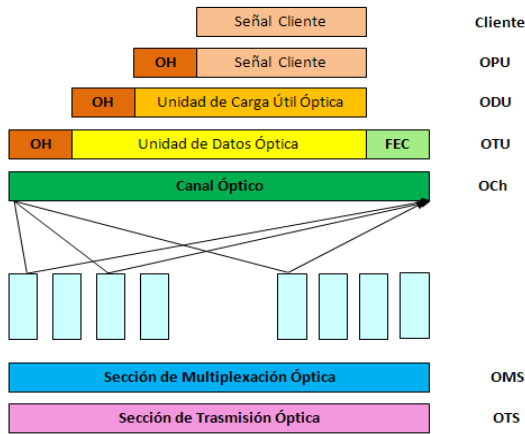 Señal Cliente Cliente
OH Señal Cliente OPU
OH Unidad de Carga Útil Óptica ODU
OH Unidad de Datos Óptica FEC OTU
Canal Óptico OCh
Sección de Multiplexación Óptica OMS
Sección de Trasmisión Óptica OTS